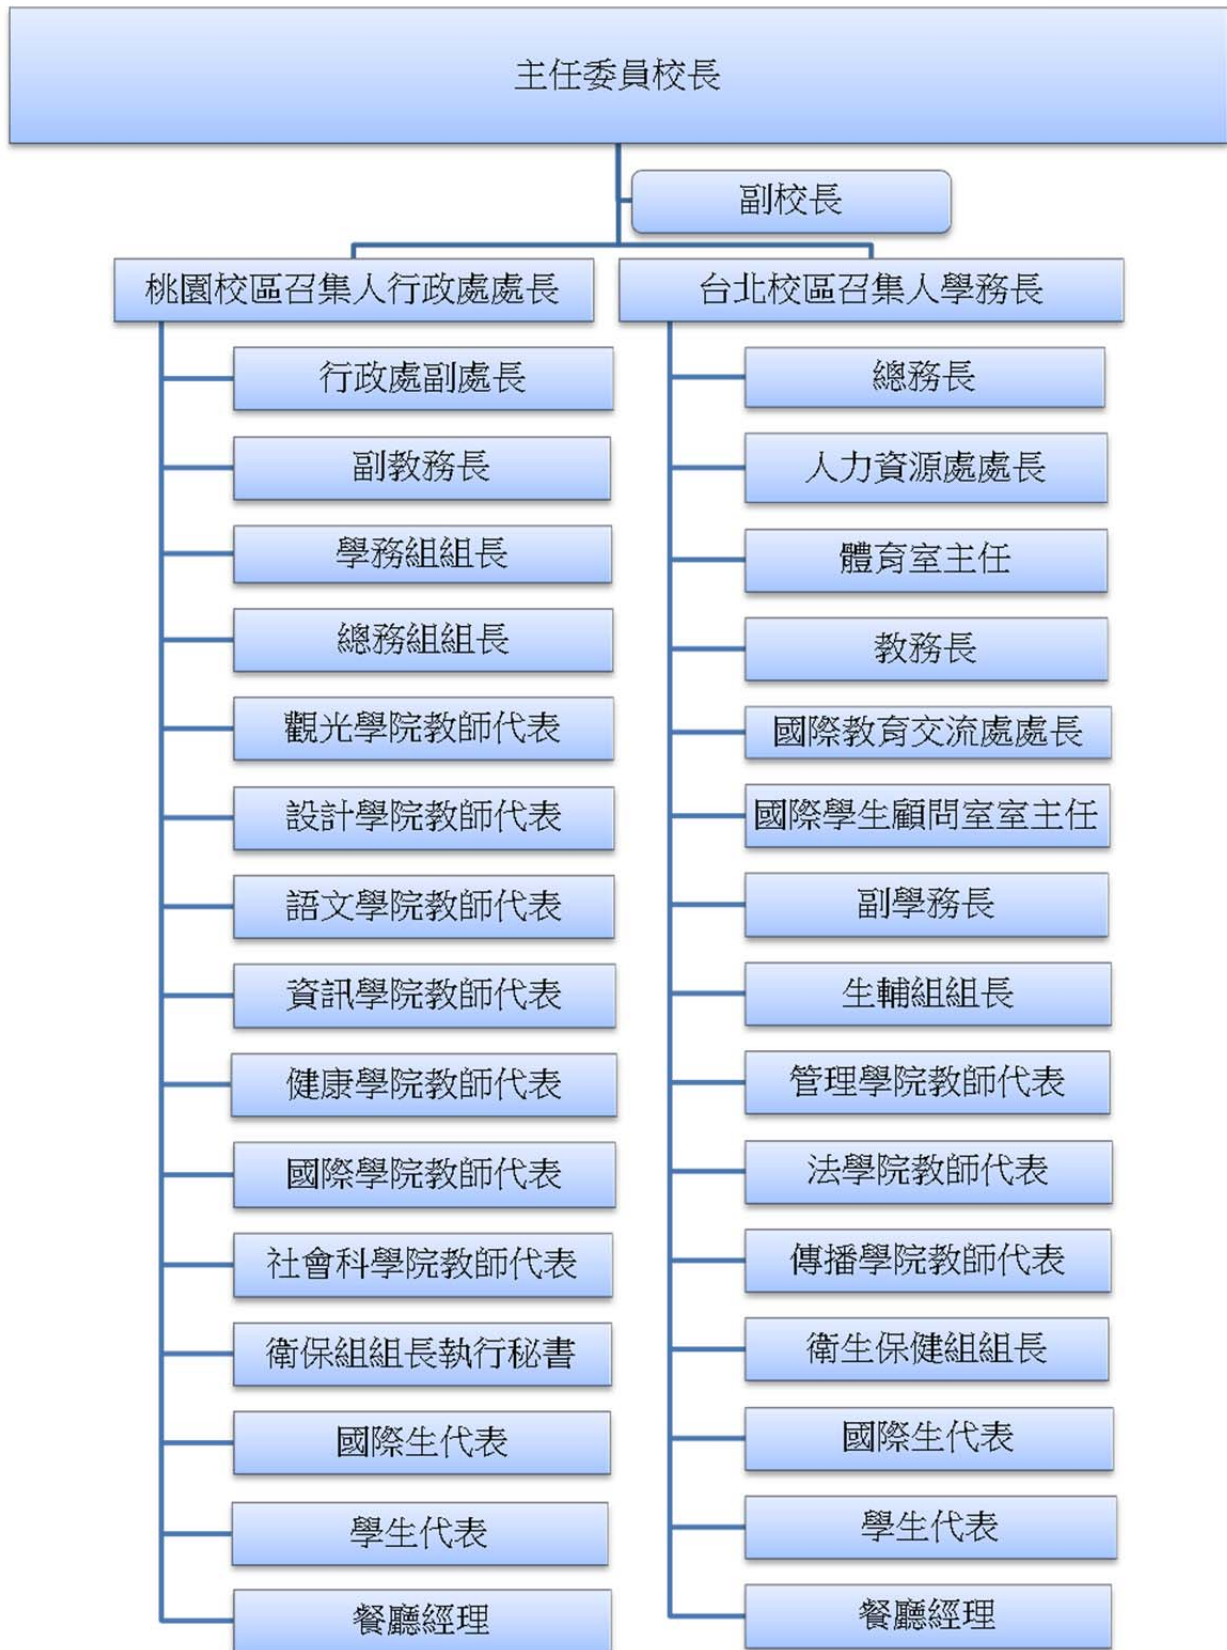 主任委員校長
副校長
桃園校區召集人行政處處長
行政處副處長
副教務長
學務組組長
總務組組長
觀光學院教師代表
設計學院教師代表
語文學院教師代表
資訊學院教師代表
健康學院教師代表
國際學院教師代表
社會科學院教師代表
衛保組組長執行秘書
國際生代表
學生代表
餐廳經理
台北校區召集人學務長
總務長
人力資源處處長
體育室主任
教務長
國際教育交流處處長
國際學生顧問室室主任
副學務長
生輔組組長
管理學院教師代表
法學院教師代表
傳播學院教師代表
衛生保健組組長
國際生代表
學生代表
餐廳經理